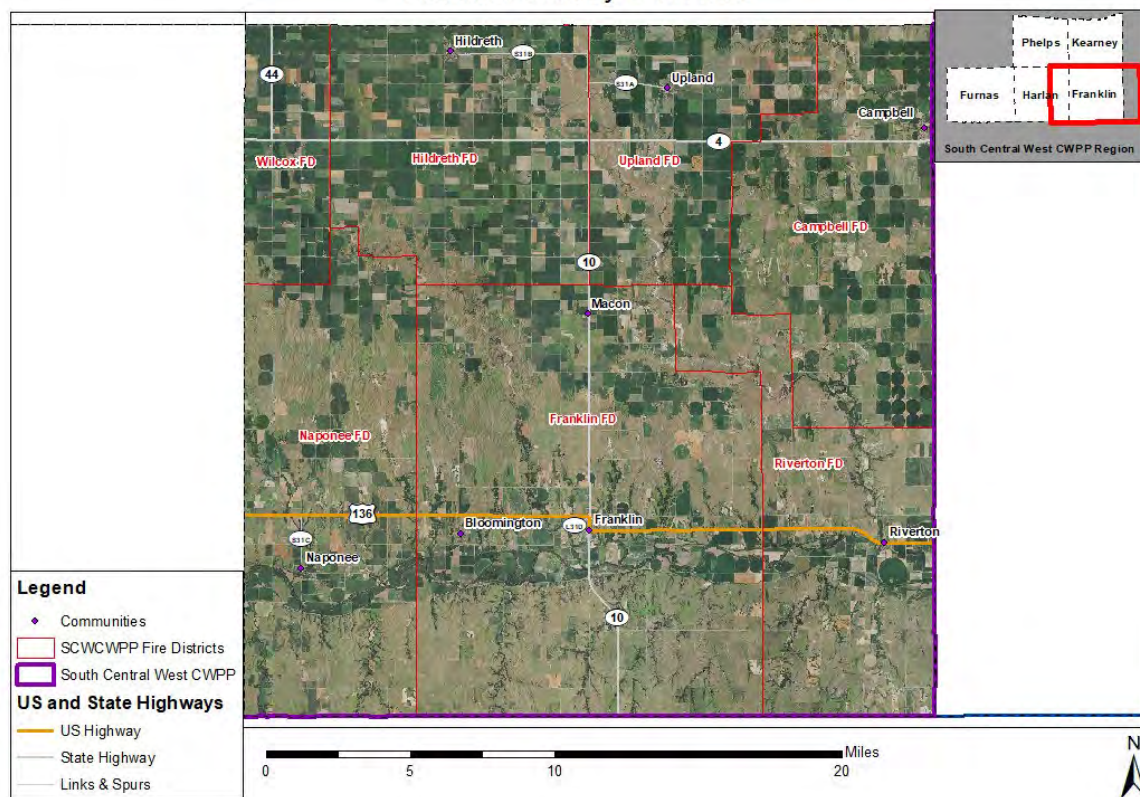 Hildreth
S31B
44
S31A
Upland
Campbell
4
Wilcox FD
Hildreth FD
Upland FD
Campbell FD
10
Macon
Franklin FD
Naponee FD
Riverton FD
136
Bloomington
L31D
Franklin
Riverton
S31C
Naponee
10
Phelps
Kearney
Furnas
Harlan
Franklin
South Central West CWPP Region
Legend
Communities
SCWCWPP Fire Districts
South Central West CWPP
US and State Highways
US Highway
State Highway
Links & Spurs
0 5 10 20
Miles
N